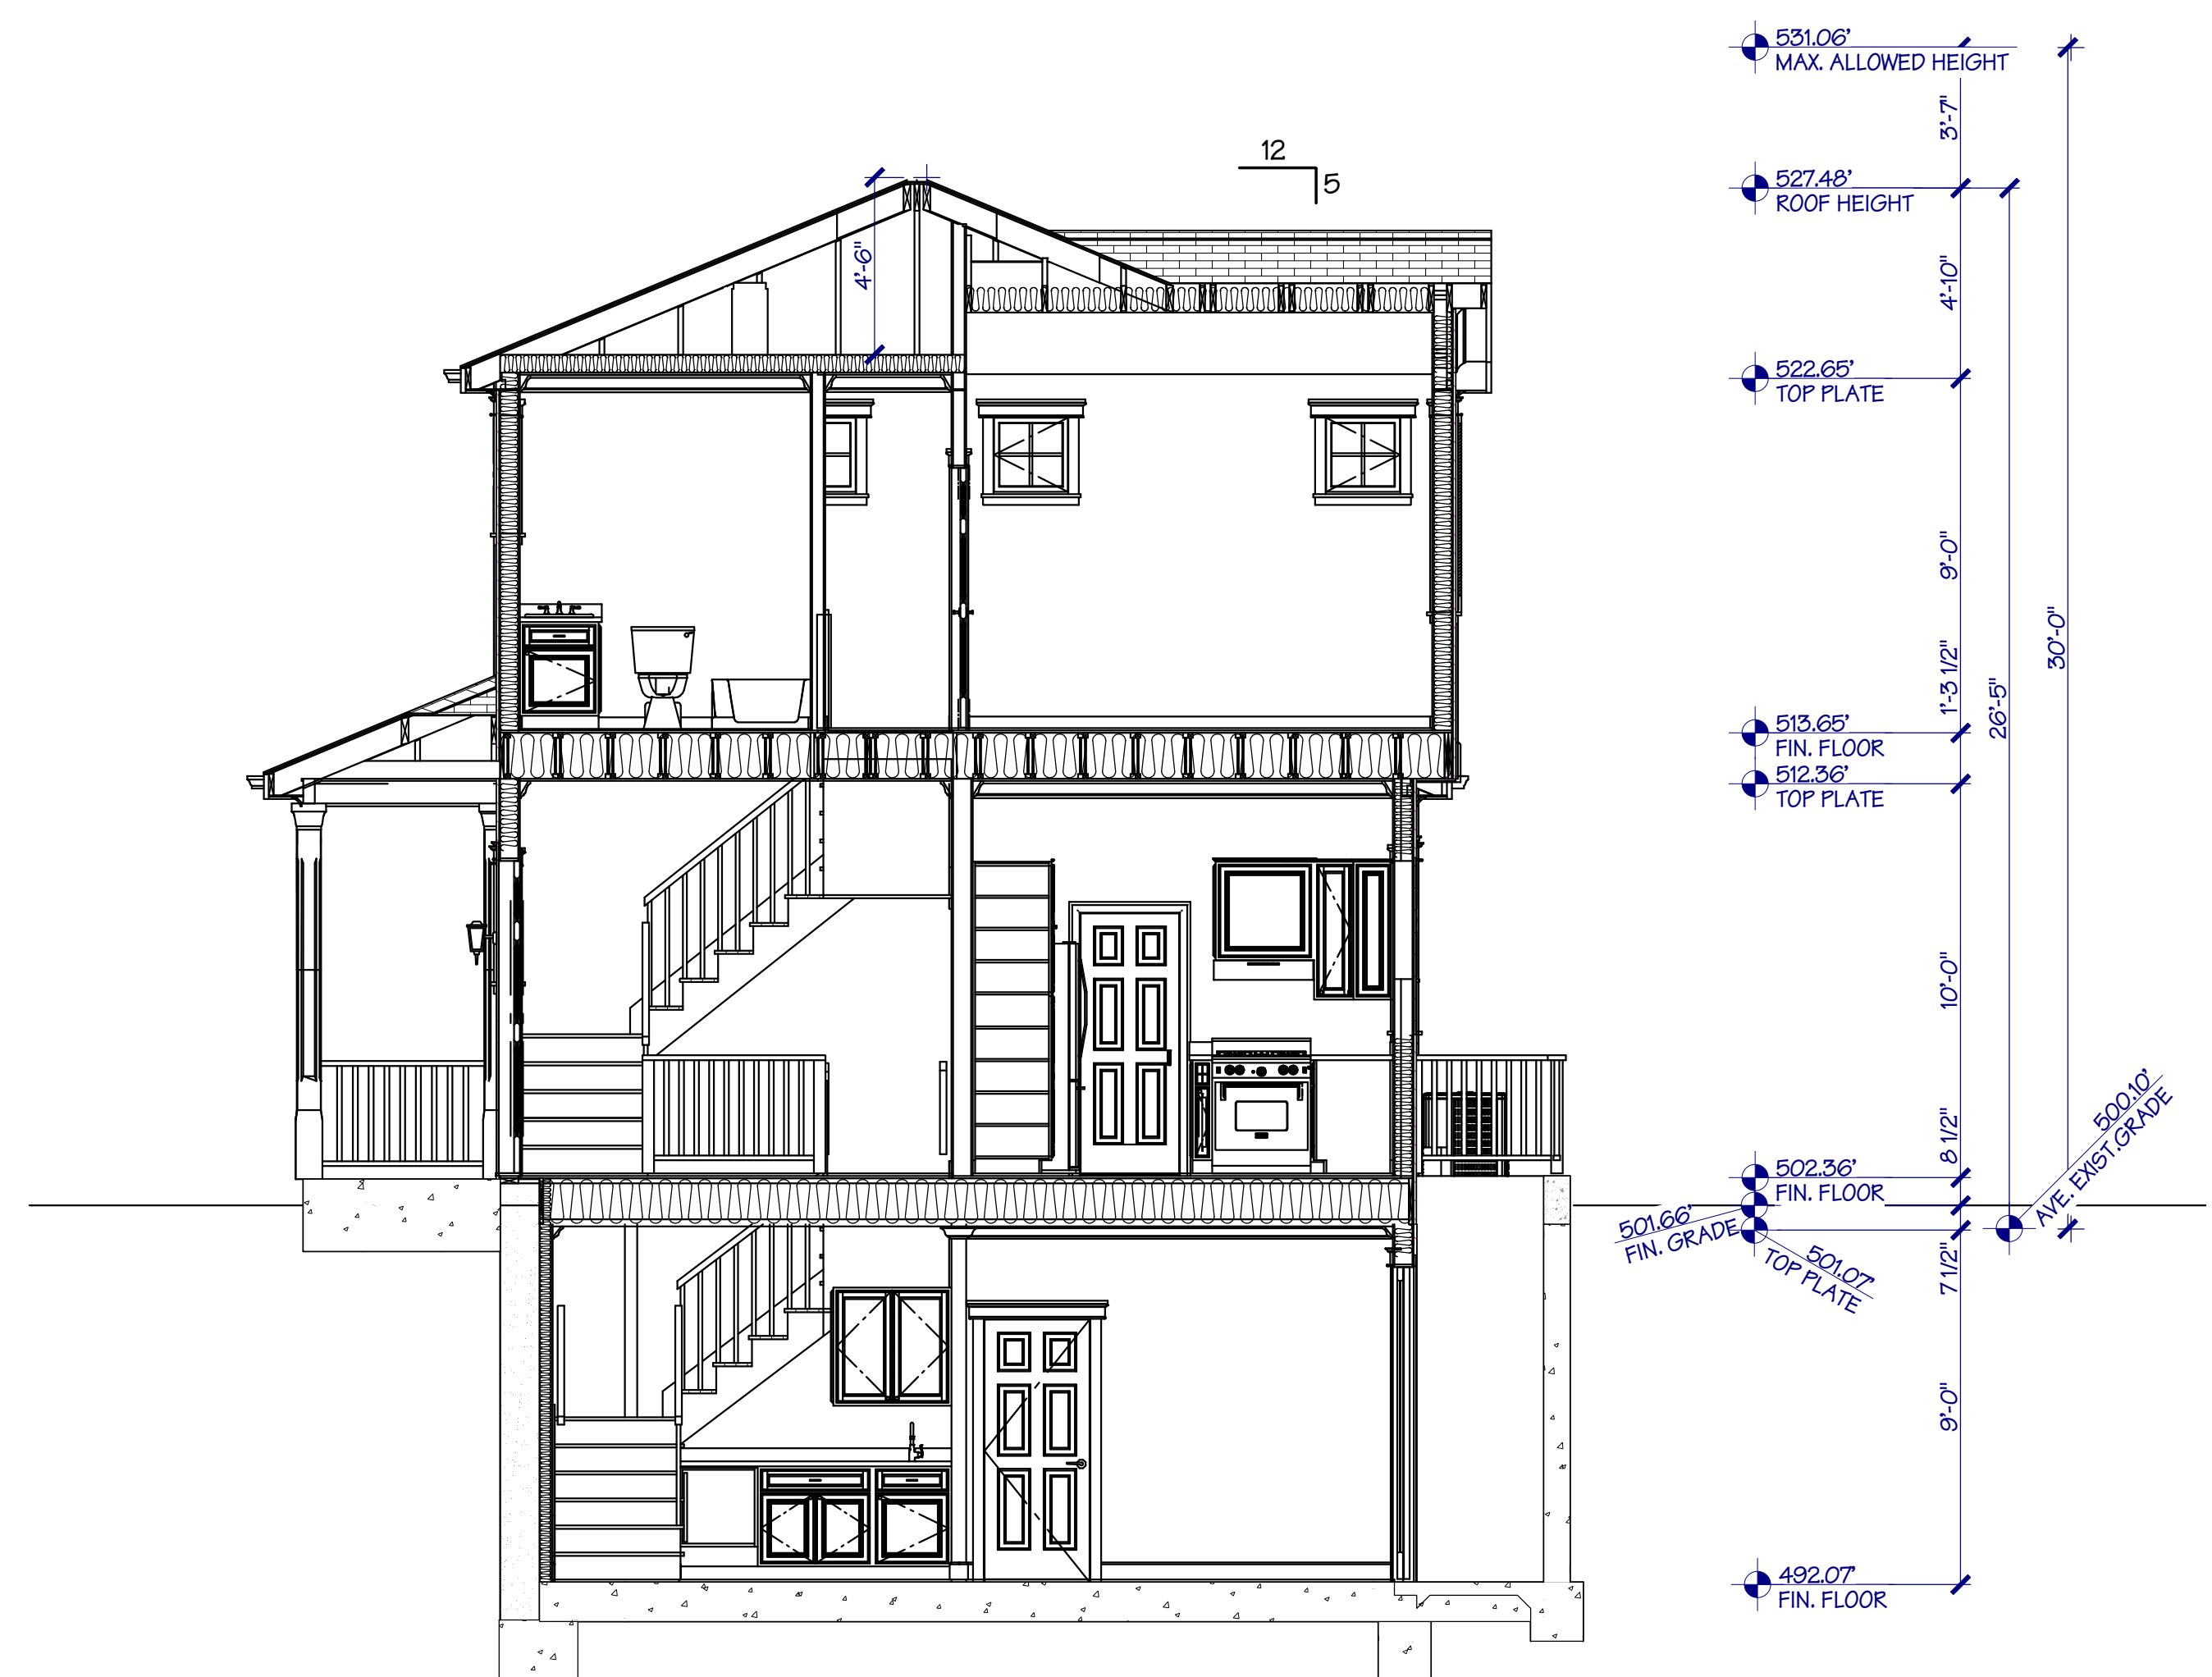 531.06'
MAX. ALLOWED HEIGHT
3'-7"
12
5
527.48'
ROOF HEIGHT
4'-6"
4'-10"
522.65'
TOP PLATE
9'-0"
30'-0"
1'-3 1/2"
26'-5"
513.65'
FIN. FLOOR
512.36'
TOP PLATE
10'-0"
500.10'
AVE. EXIST.GRADE
8 1/2"
502.36'
FIN. FLOOR
501.66'
FIN. GRADE
501.07'
TOP PLATE
7 1/2"
9'-0"
492.07'
FIN. FLOOR